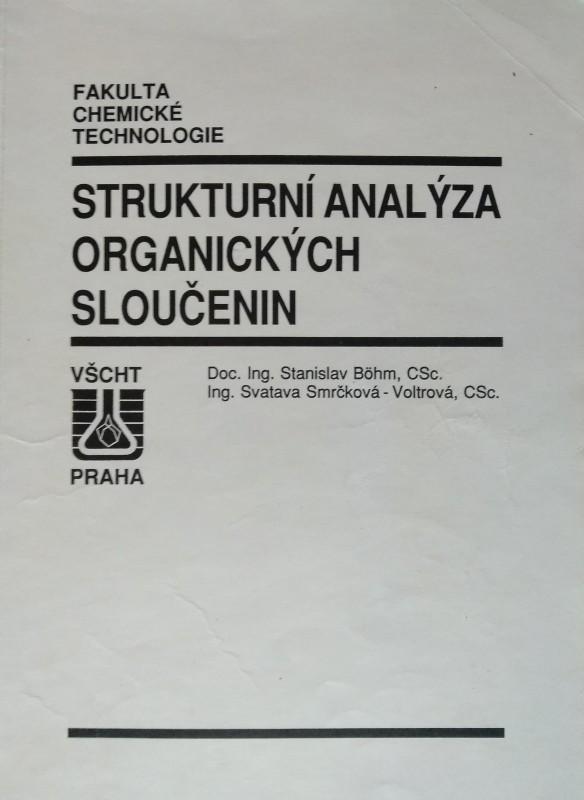 FAKULTA
CHEMICKÉ
TECHNOLOGIE
STRUKTURNÍ ANALÝZA
ORGANICKÝCH
SLOUČENIN
VŠCHT
PRAHA
Doc. Ing. Stanislav Böhm, CSc.
Ing. Svatava Smrčková - Voltrová, CSc.